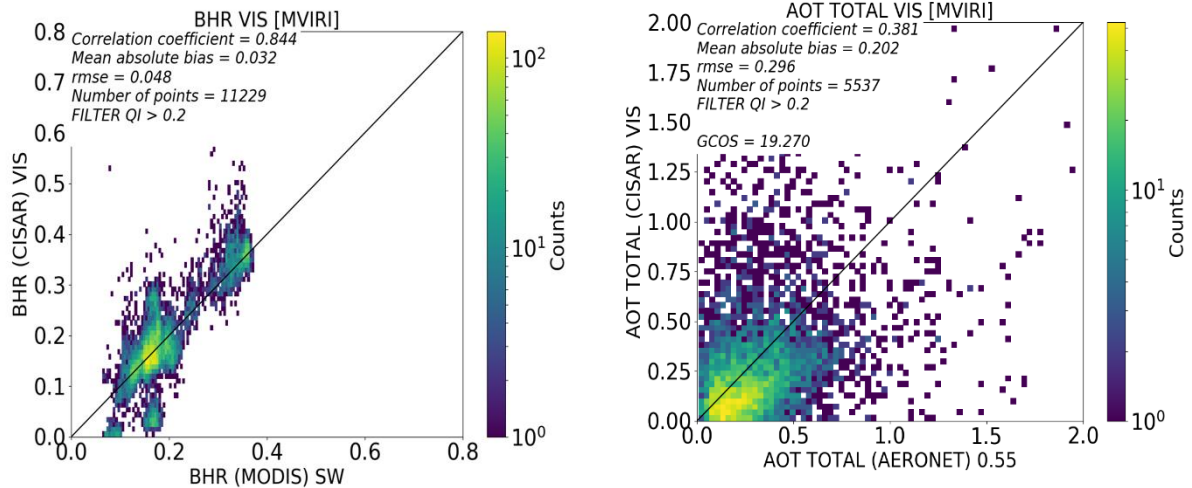 BHR VIS [MVIRI]
Correlation coefficient = 0.844
Mean absolute bias = 0.032
rmse = 0.048
Number of points = 11229
FILTER QI > 0.2
0.8
0.7
0.6
0.5
0.4
0.3
0.2
0.1
0.0
BHR (CISAR) VIS
0.0 0.2 0.4 0.6 0.8
BHR (MODIS) SW
10²
10¹
10⁰
Counts
AOT TOTAL VIS [MVIRI]
Correlation coefficient = 0.381
Mean absolute bias = 0.202
rmse = 0.296
Number of points = 5537
FILTER QI > 0.2
GCOS = 19.270
2.00
1.75
1.50
1.25
1.00
0.75
0.50
0.25
0.00
AOT TOTAL (CISAR) VIS
0.0 0.5 1.0 1.5 2.0
AOT TOTAL (AERONET) 0.55
10¹
10⁰
Counts